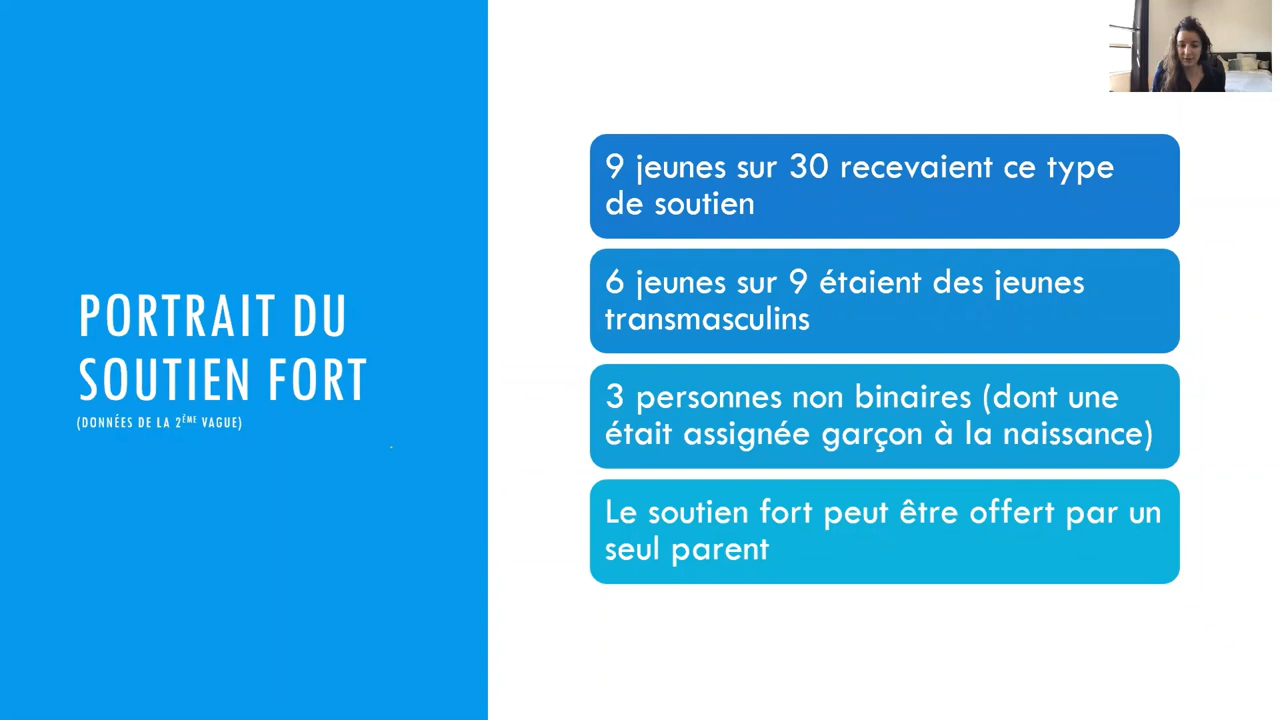 PORTRAIT DU
SOUTIEN FORT
(DONNÉES DE LA 2ÈME VAGUE)
9 jeunes sur 30 recevaient ce type
de soutien
6 jeunes sur 9 étaient des jeunes
transmasculins
3 personnes non binaires (dont une
était assignée garçon à la naissance)
Le soutien fort peut être offert par un
seul parent